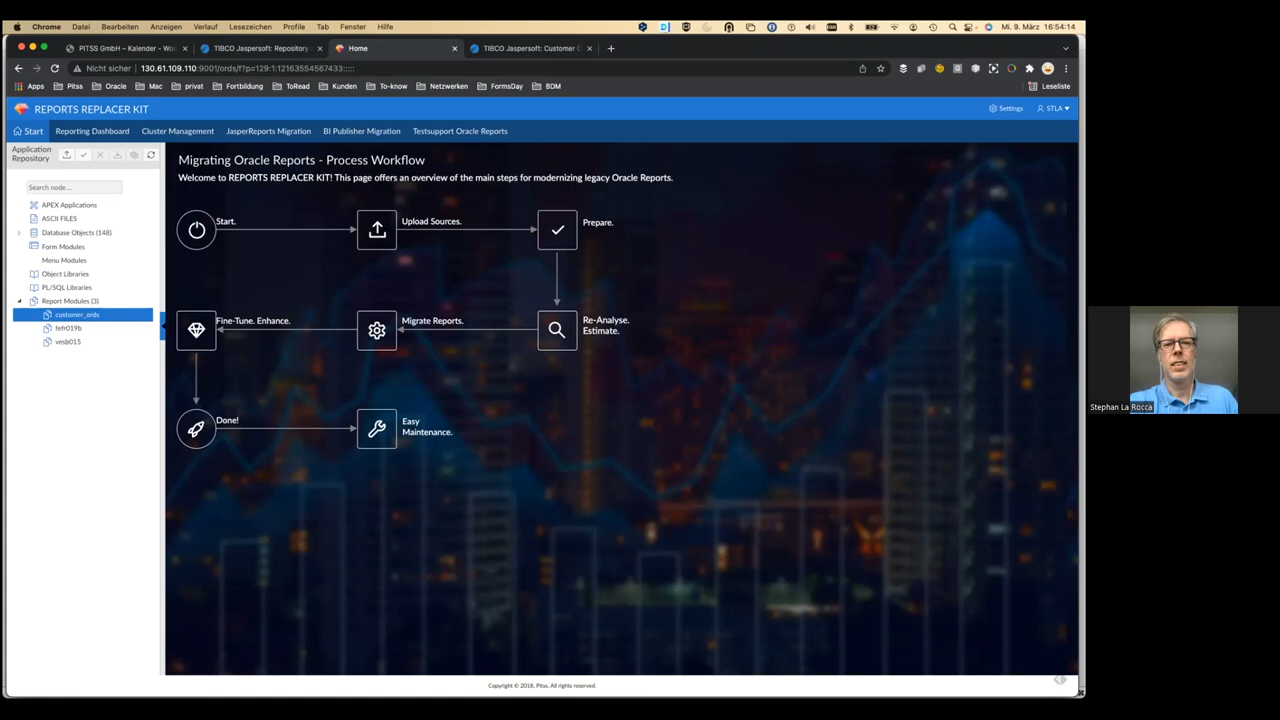 Chrome Datei Bearbeiten Anzeigen Verlauf Lesezeichen Profile Tab Fenster Hilfe Mi. 9. März 16:54:14
PITSS GmbH – Kalender - Wo TIBCO Jaspersoft: Repository Home TIBCO Jaspersoft: Customer O
Nicht sicher 130.61.109.110:9001/ords/f?p=129:1:12163554567433:::::
Apps Pitss Oracle Mac privat Fortbildung ToRead Kunden To-know Netzwerken FormsDay BDM Leseliste
REPORTS REPLACER KIT Settings STLA
Start Reporting Dashboard Cluster Management JasperReports Migration BI Publisher Migration Testsupport Oracle Reports
Application
Repository
Search node....
APEX Applications
ASCII FILES
Database Objects (148)
Form Modules
Menu Modules
Object Libraries
PL/SQL Libraries
Report Modules (3)
customer_ords
fefr019b
vesb015
Migrating Oracle Reports - Process Workflow
Welcome to REPORTS REPLACER KIT! This page offers an overview of the main steps for modernizing legacy Oracle Reports.
Start. Upload Sources. Prepare.
Fine-Tune. Enhance. Migrate Reports. Re-Analyse.
Estimate.
Done! Easy
Maintenance.
Stephan La Rocca
Copyright © 2018, Pitss. All rights reserved.